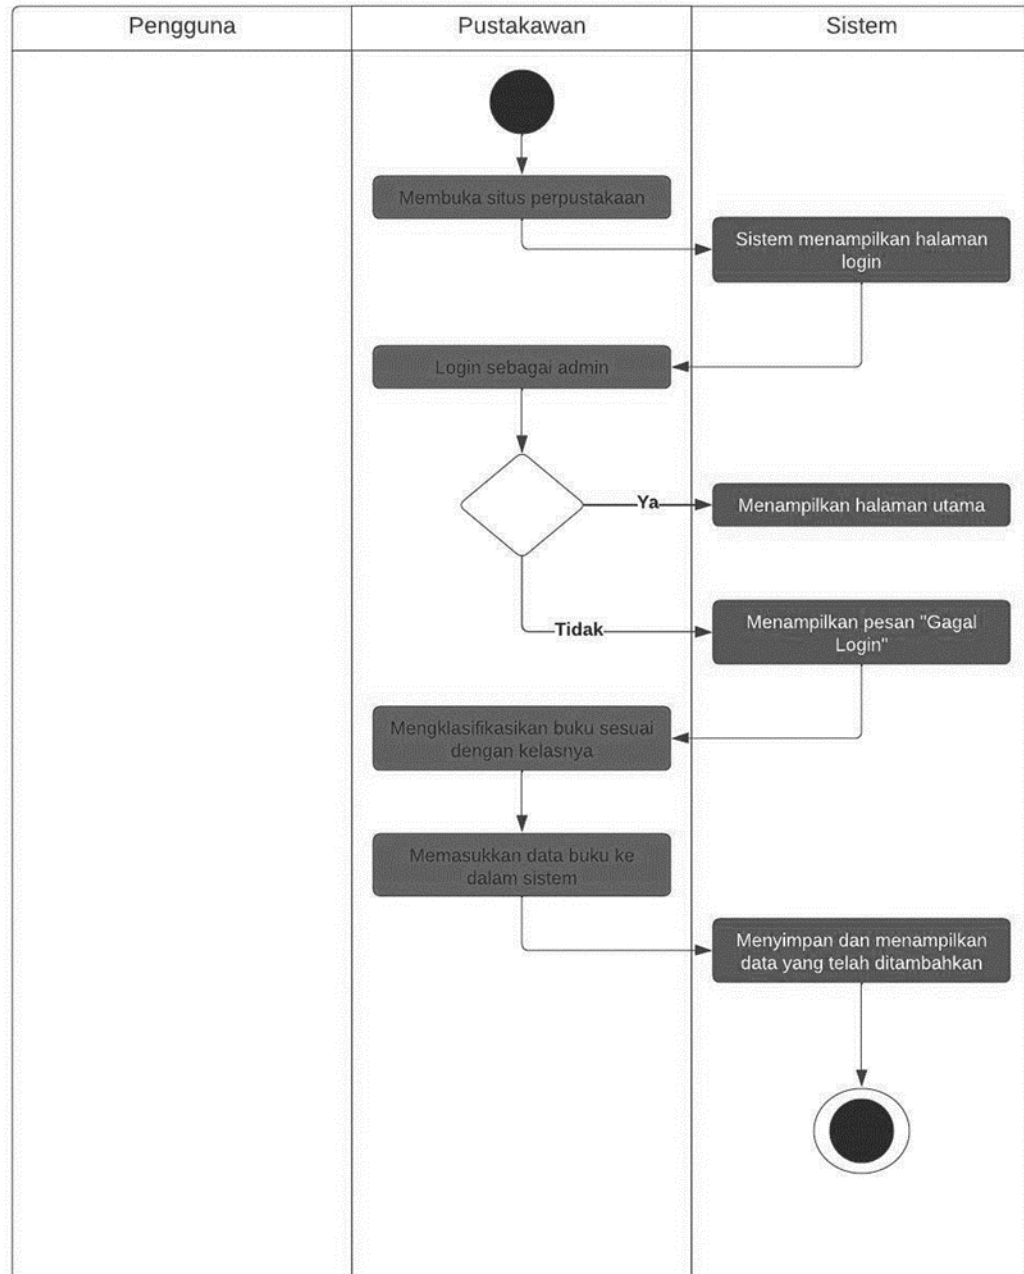 Pengguna
Pustakawan
Sistem
Membuka situs perpustakaan
Sistem menampilkan halaman
login
Login sebagai admin
Ya
Menampilkan halaman utama
Tidak
Menampilkan pesan "Gagal
Login"
Mengklasifikasikan buku sesuai
dengan kelasnya
Memasukkan data buku ke
dalam sistem
Menyimpan dan menampilkan
data yang telah ditambahkan